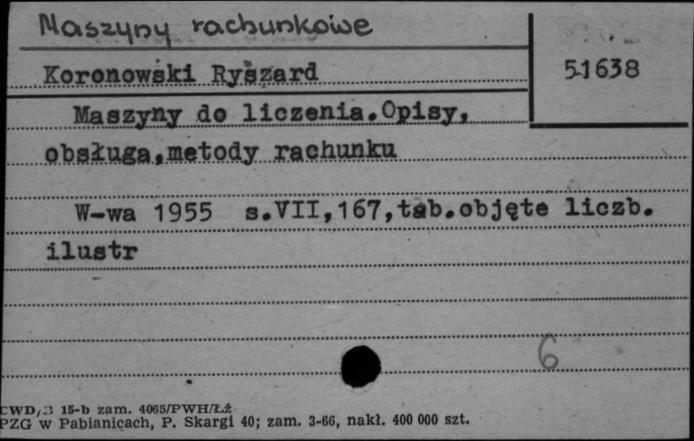 Maszyny rachunkowe
Koronowski Ryszard
51638
Maszyny do liczenia.Opisy,
obsługa,metody rachunku
W-wa 1955 s.VII,167,tab.objęte liczb.
ilustr
6
CWD/3 15-b zam. 4065/PWH/Łź
PZG w Pabianicach, P. Skargi 40; zam. 3-66, nakł. 400 000 szt.